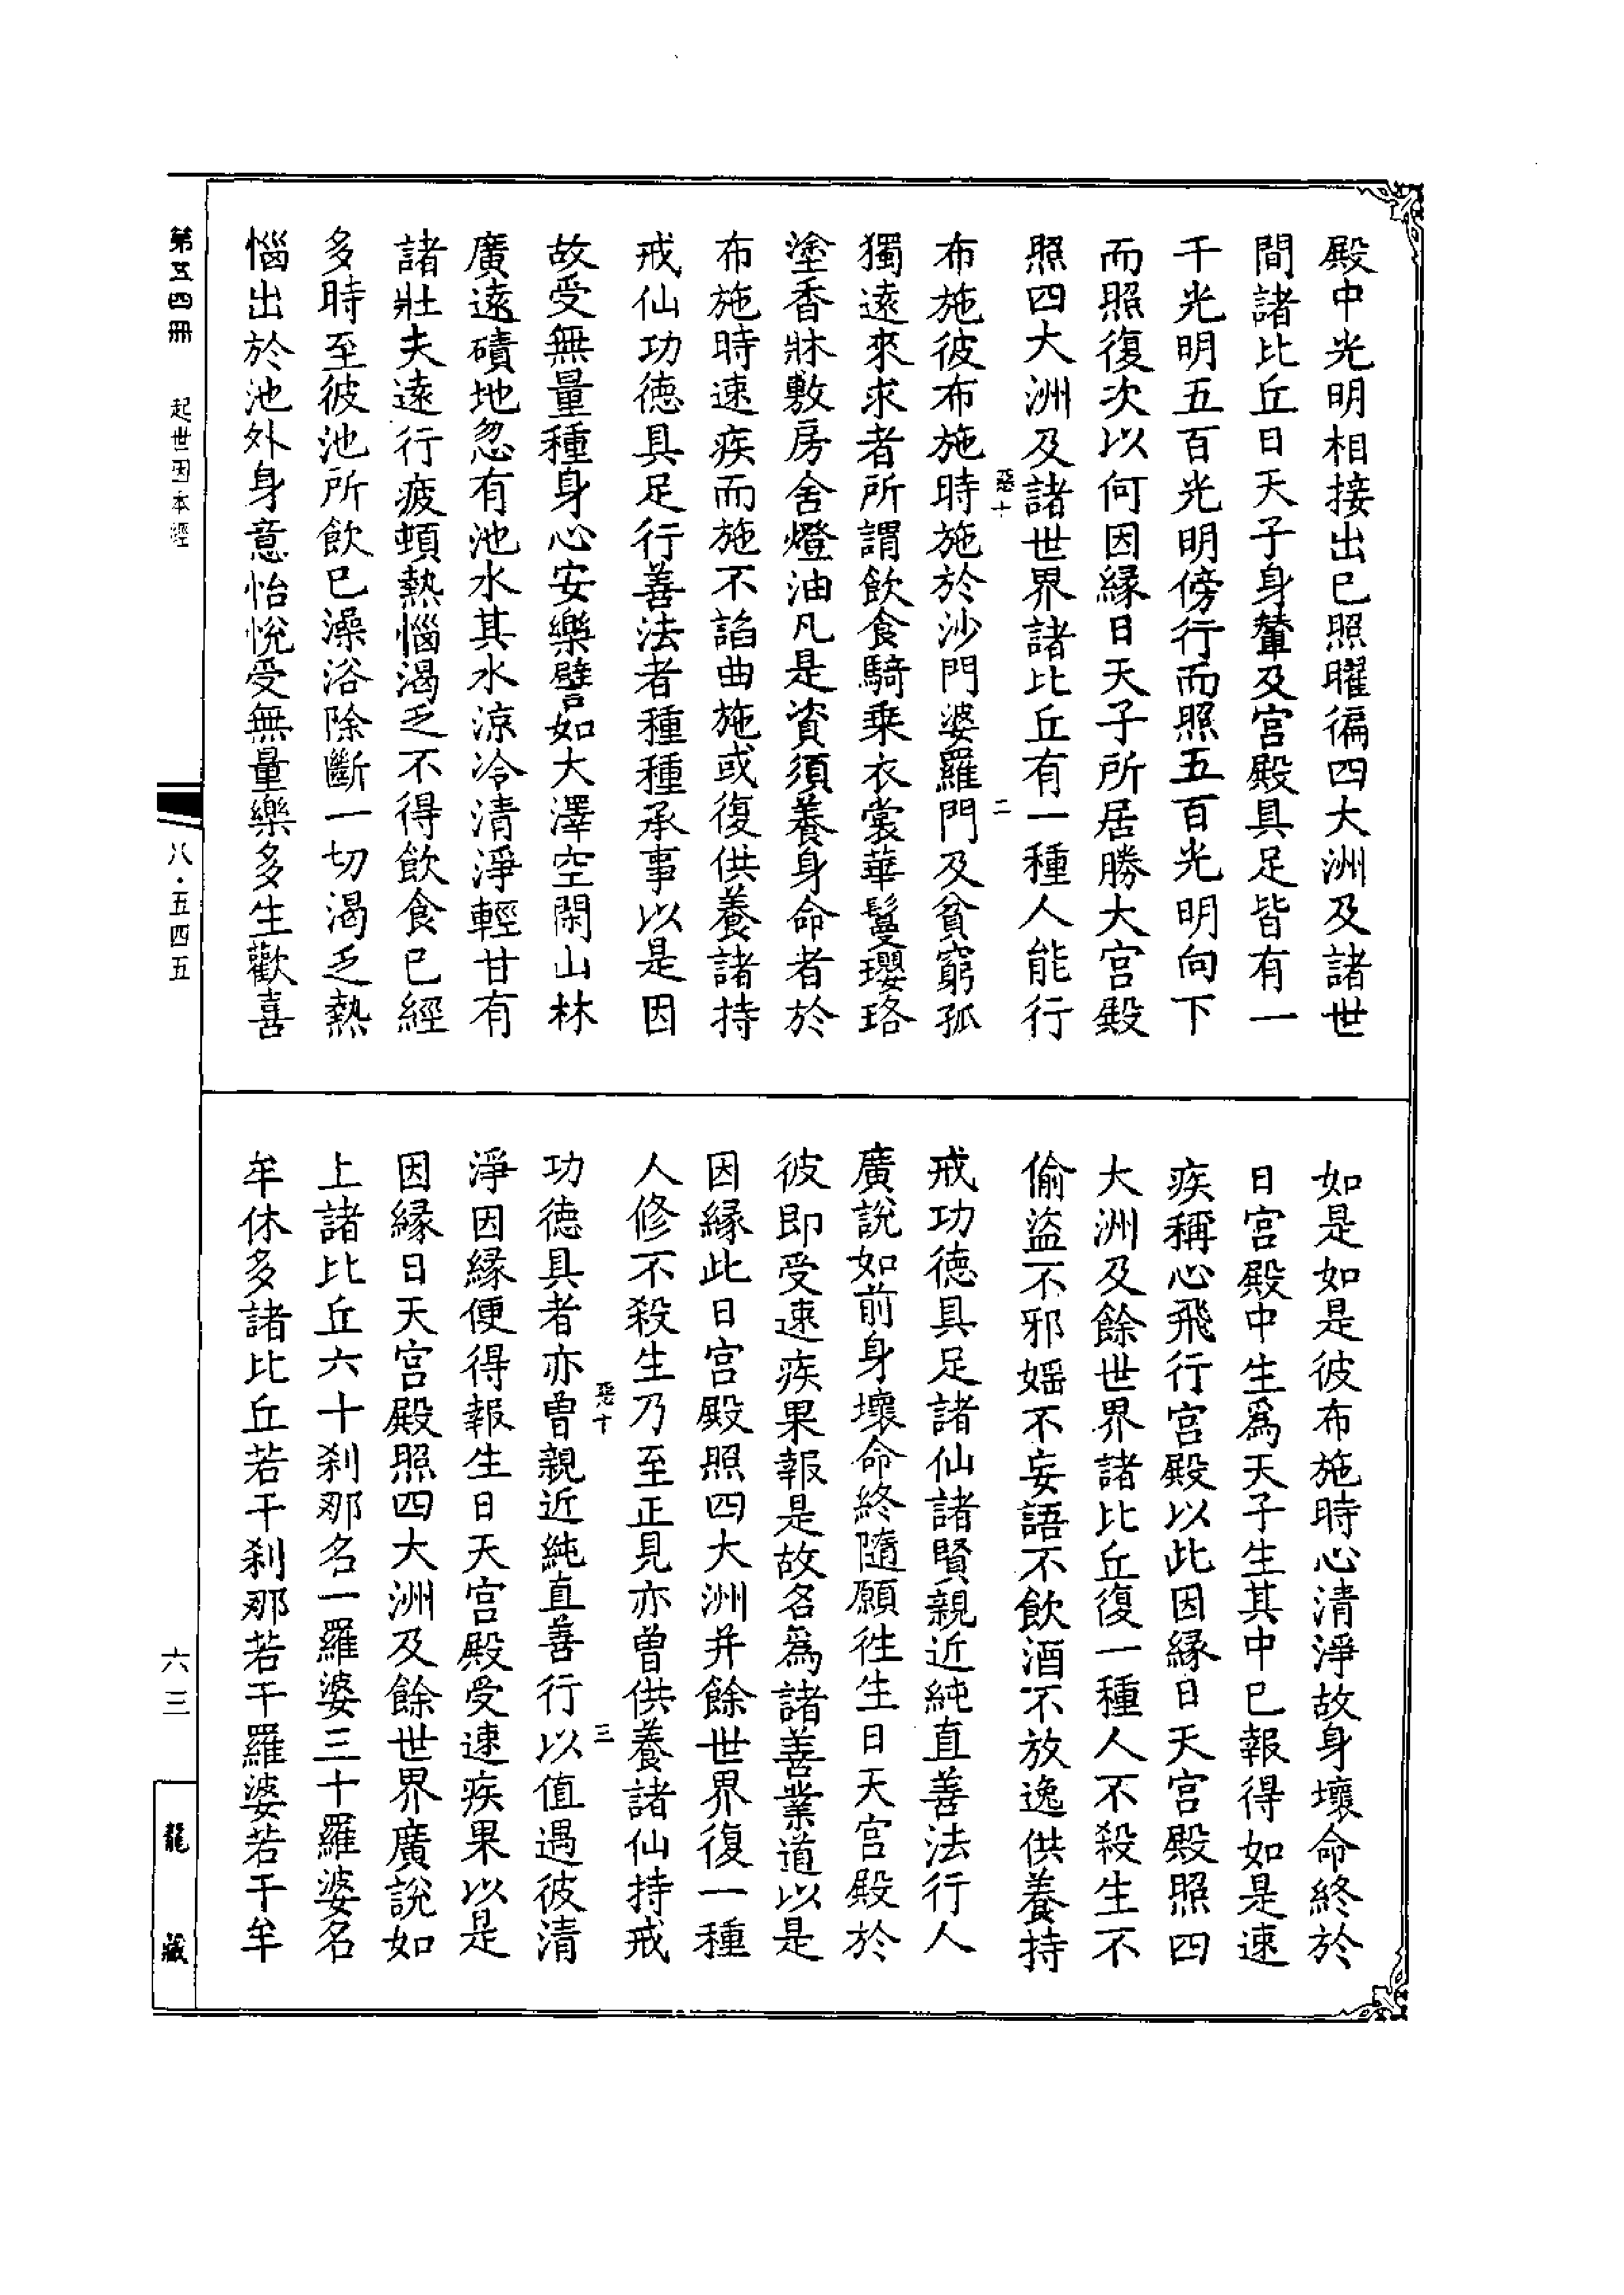 殿中光明相接出已照曜徧四大洲及諸世
間諸比丘日天子身輦及宮殿具足皆有一
千光明五百光明傍行而照五百光明向下
而照復次以何因緣日天子所居勝大宮殿
照四大洲及諸世界諸比丘有一種人能行
惡十
二
布施彼布施時施於沙門婆羅門及貧窮孤
獨遠來求者所謂飲食騎乗衣裳華鬘瓔珞
塗香牀敷房舍燈油凡是資須養身命者於
布施時速疾而施不諂曲施或復供養諸持
戒仙功德具足行善法者種種承事以是因
故受無量種身心安樂譬如大澤空閑山林
廣遠磧地忽有池水其水涼冷清淨輕甘有
諸壯夫遠行疲頓熱惱渴乏不得飲食已經
多時至彼池所飲已澡浴除斷一切渴乏熱
惱出於池外身意怡悅受無量樂多生歡喜
如是如是彼布施時心清淨故身壞命終於
日宮殿中生爲天子生其中已報得如是速
疾稱心飛行宮殿以此因緣日天宮殿照四
大洲及餘世界諸比丘復一種人不殺生不
偷盜不邪婬不妄語不飲酒不放逸供養持
戒功德具足諸仙諸賢親近純直善法行人
廣說如前身壞命終隨願徃生日天宮殿於
彼即受速疾果報是故名爲諸善業道以是
因緣此日宮殿照四大洲并餘世界復一種
人修不殺生乃至正見亦曾供養諸仙持戒
惡十
三
功德具者亦曾親近純直善行以值遇彼清
淨因緣便得報生日天宮殿受速疾果以是
因緣日天宮殿照四大洲及餘世界廣說如
上諸比丘六十刹那名一羅婆三十羅婆名
牟休多諸比丘若干刹那若干羅婆若干牟
第五四冊
起世因本經
八·五四五
六三
龍藏